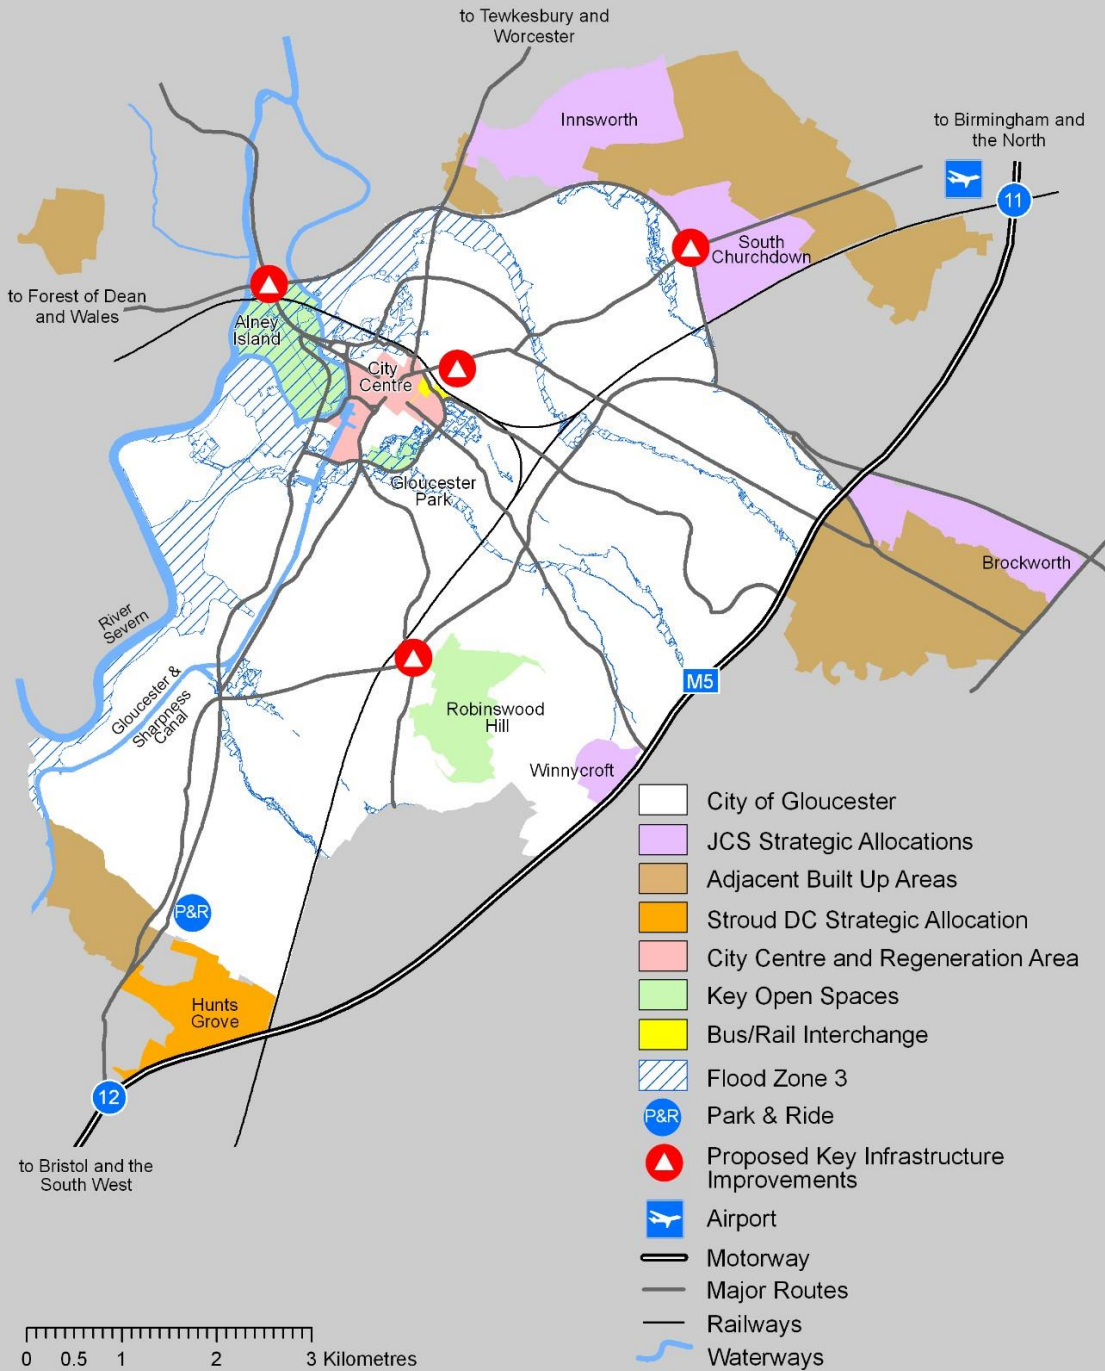 to Tewkesbury and
Worcester
Innsworth
to Birmingham and
the North
11
South
Churchdown
to Forest of Dean
and Wales
Alney
Island
City
Centre
Gloucester
Park
Brockworth
River
Severn
M5
Gloucester &
Sharpness
Canal
Robinswood
Hill
Winnycroft
P&R
Hunts
Grove
12
to Bristol and the
South West
City of Gloucester
JCS Strategic Allocations
Adjacent Built Up Areas
Stroud DC Strategic Allocation
City Centre and Regeneration Area
Key Open Spaces
Bus/Rail Interchange
Flood Zone 3
P&R Park & Ride
Proposed Key Infrastructure
Improvements
Airport
Motorway
Major Routes
Railways
Waterways
0 0.5 1 2 3 Kilometres